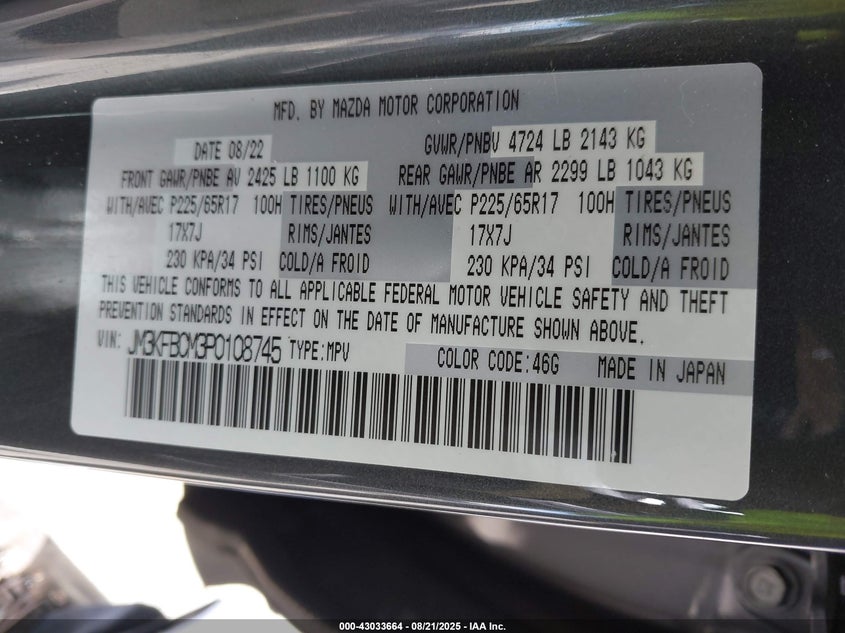 MFD. BY MAZDA MOTOR CORPORATION
DATE 08/22 GVWR/PNBV 4724 LB 2143 KG
FRONT GAWR/PNBE AV 2425 LB 1100 KG REAR GAWR/PNBE AR 2299 LB 1043 KG
WITH/AVEC P225/65R17 100H TIRES/PNEUS WITH/AVEC P225/65R17 100H TIRES/PNEUS
17X7J RIMS/JANTES 17X7J RIMS/JANTES
230 KPA/34 PSI COLD/A FROID 230 KPA/34 PSI COLD/A FROID
THIS VEHICLE CONFORMS TO ALL APPLICABLE FEDERAL MOTOR VEHICLE SAFETY AND THEFT
PREVENTION STANDARDS IN EFFECT ON THE DATE OF MANUFACTURE SHOWN ABOVE.
VIN: JM3KFBCM3P0108745 TYPE:MPV COLOR CODE:46G MADE IN JAPAN
000-43033664 • 08/21/2025 • IAA Inc.